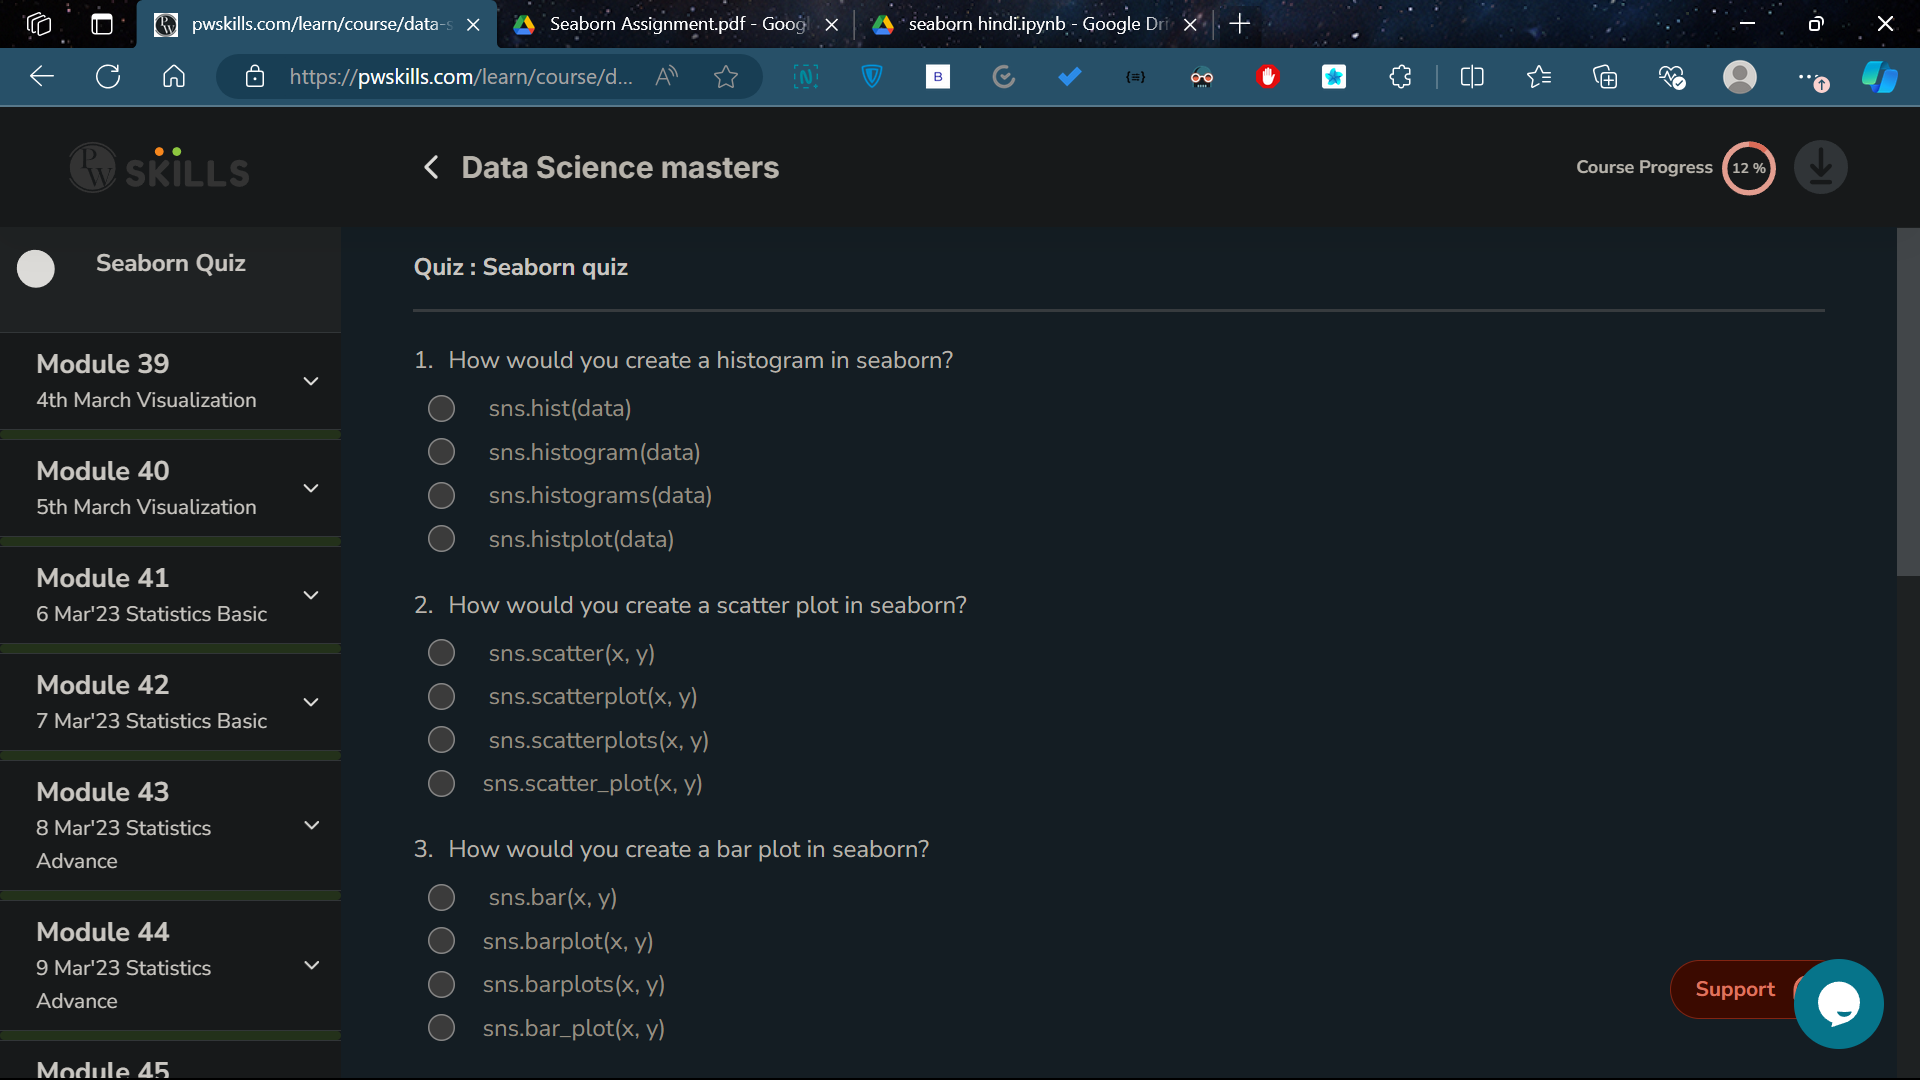 pwskills.com/learn/course/data-s
Seaborn Assignment.pdf - Googl
seaborn hindi.ipynb - Google Dri
https://pwskills.com/learn/course/d...
PW SKILLS
Data Science masters
Course Progress
12 %
Seaborn Quiz
Module 39
4th March Visualization
Module 40
5th March Visualization
Module 41
6 Mar'23 Statistics Basic
Module 42
7 Mar'23 Statistics Basic
Module 43
8 Mar'23 Statistics
Advance
Module 44
9 Mar'23 Statistics
Advance
Module 45
Quiz : Seaborn quiz
1. How would you create a histogram in seaborn?
sns.hist(data)
sns.histogram(data)
sns.histograms(data)
sns.histplot(data)
2. How would you create a scatter plot in seaborn?
sns.scatter(x, y)
sns.scatterplot(x, y)
sns.scatterplots(x, y)
sns.scatter_plot(x, y)
3. How would you create a bar plot in seaborn?
sns.bar(x, y)
sns.barplot(x, y)
sns.barplots(x, y)
sns.bar_plot(x, y)
Support